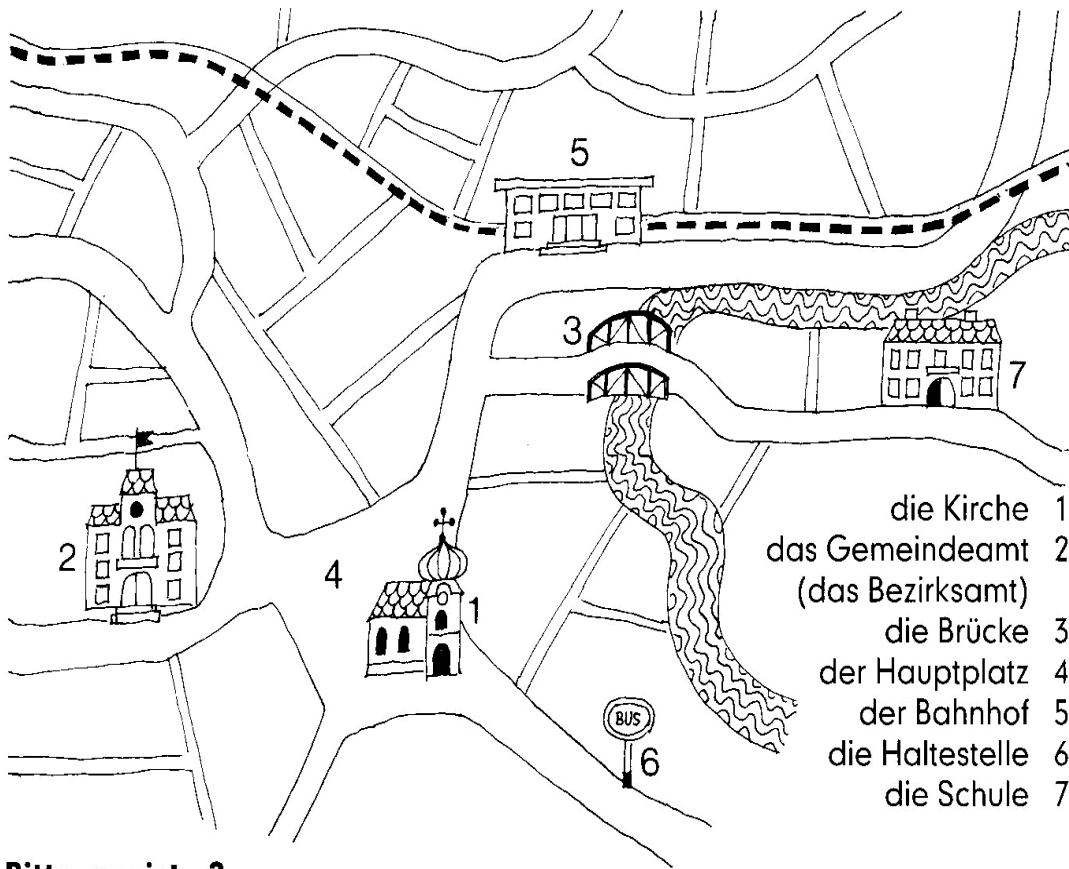 5
3
7
2
4
1
BUS
6
die Kirche 1
das Gemeindeamt 2
(das Bezirksamt)
die Brücke 3
der Hauptplatz 4
der Bahnhof 5
die Haltestelle 6
die Schule 7